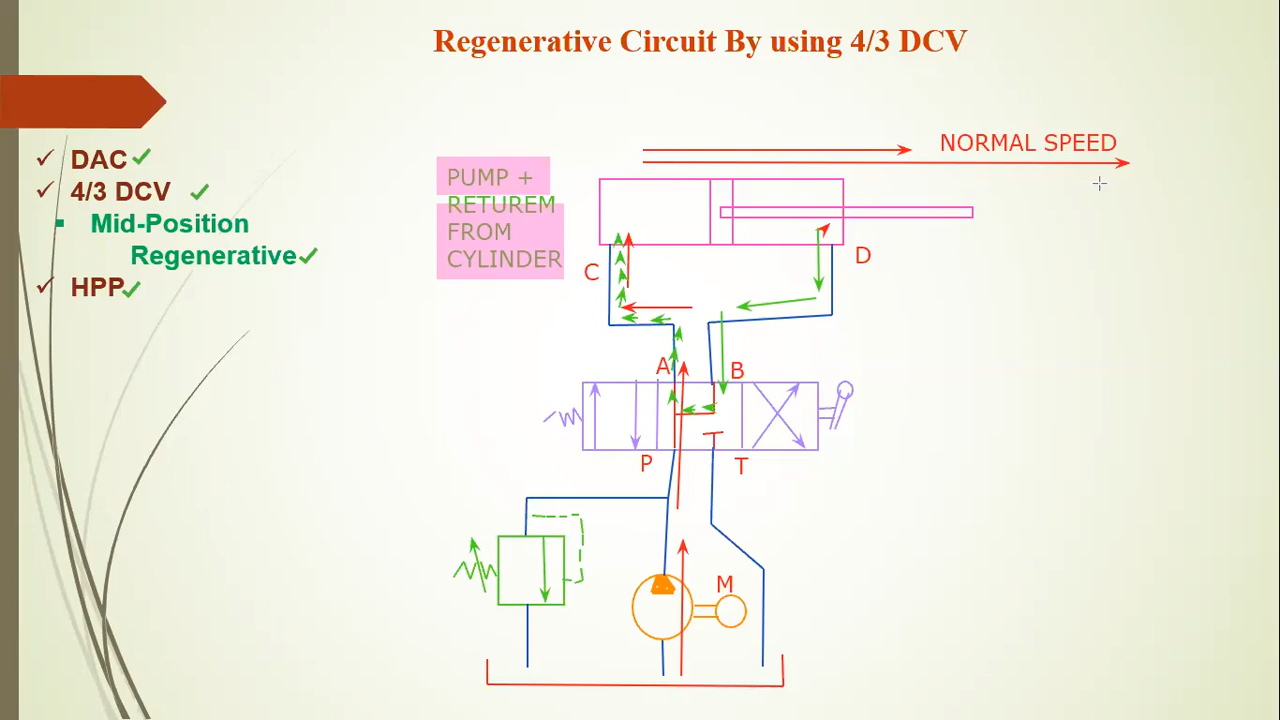 Regenerative Circuit By using 4/3 DCV
DAC
4/3 DCV
Mid-Position
Regenerative
HPP
PUMP +
RETUREM
FROM
CYLINDER
NORMAL SPEED
C
D
A
B
P
T
M